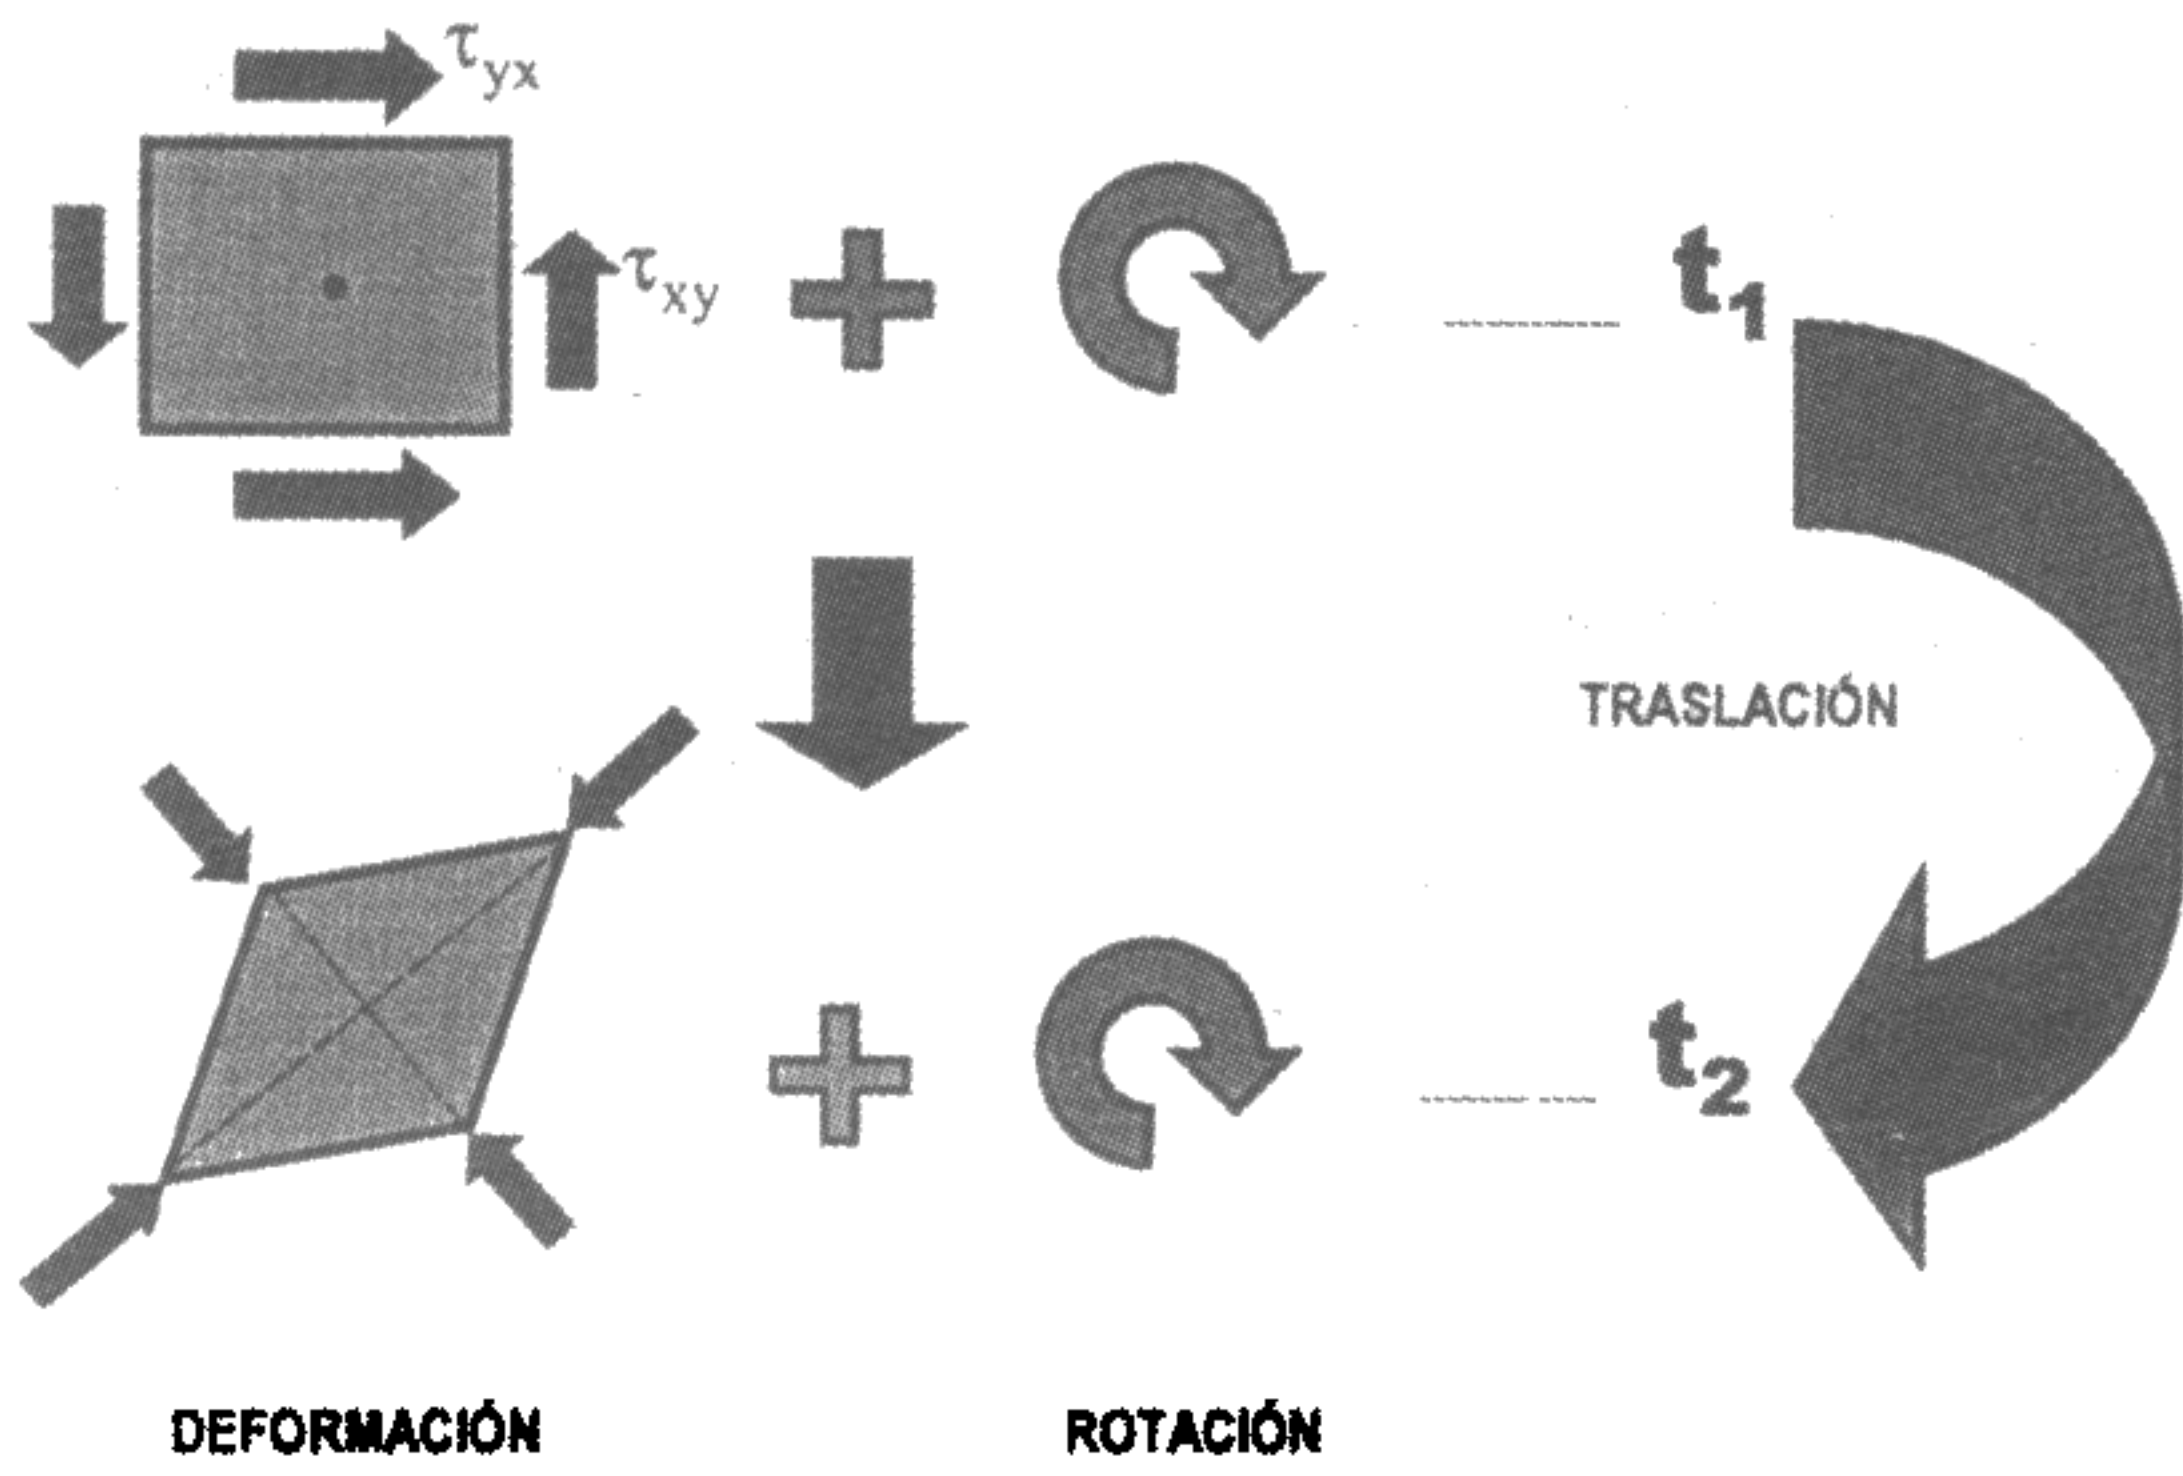 τyx
τxy
t1
TRASLACIÓN
t2
DEFORMACIÓN
ROTACIÓN